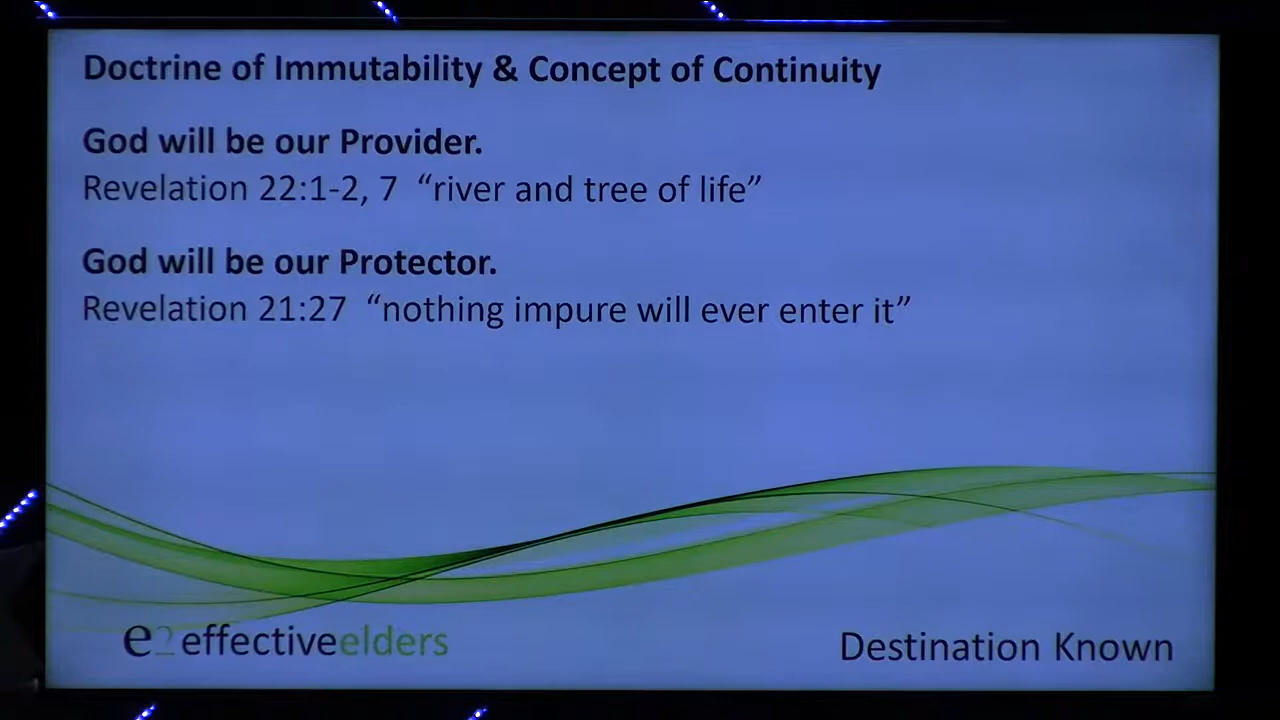 Doctrine of Immutability & Concept of Continuity
God will be our Provider.
Revelation 22:1-2, 7 “river and tree of life”
God will be our Protector.
Revelation 21:27 “nothing impure will ever enter it”
e2 effectiveelders
Destination Known